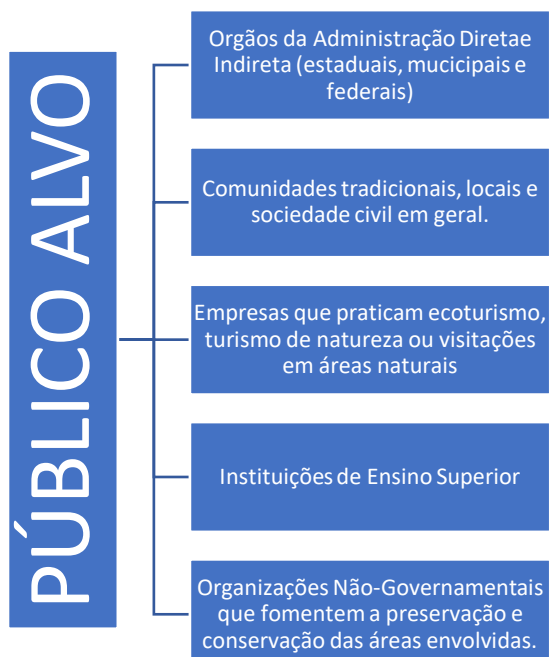 PÚBLICO ALVO
Orgãos da Administração Diretae
Indireta (estaduais, mucicipais e
federais)
Comunidades tradicionais, locais e
sociedade civil em geral.
Empresas que praticam ecoturismo,
turismo de natureza ou visitações
em áreas naturais
Instituições de Ensino Superior
Organizações Não-Governamentais
que fomentem a preservação e
conservação das áreas envolvidas.